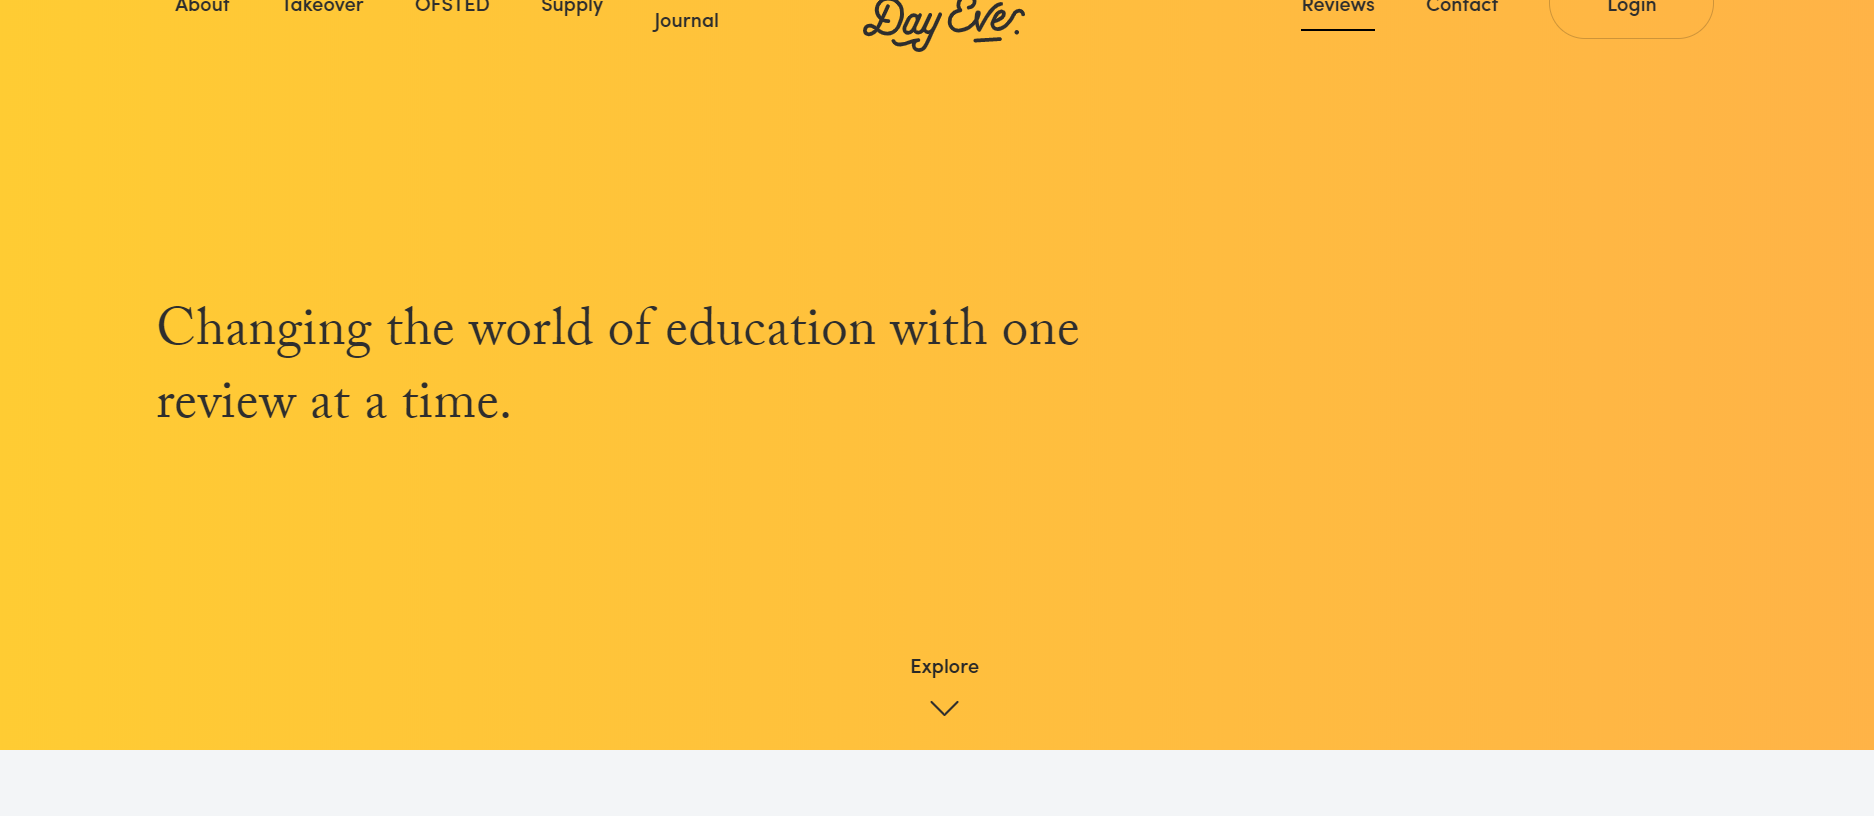 About Takeover OFSTED Supply Journal Day Eve. Reviews Contact Login
Changing the world of education with one
review at a time.
Explore